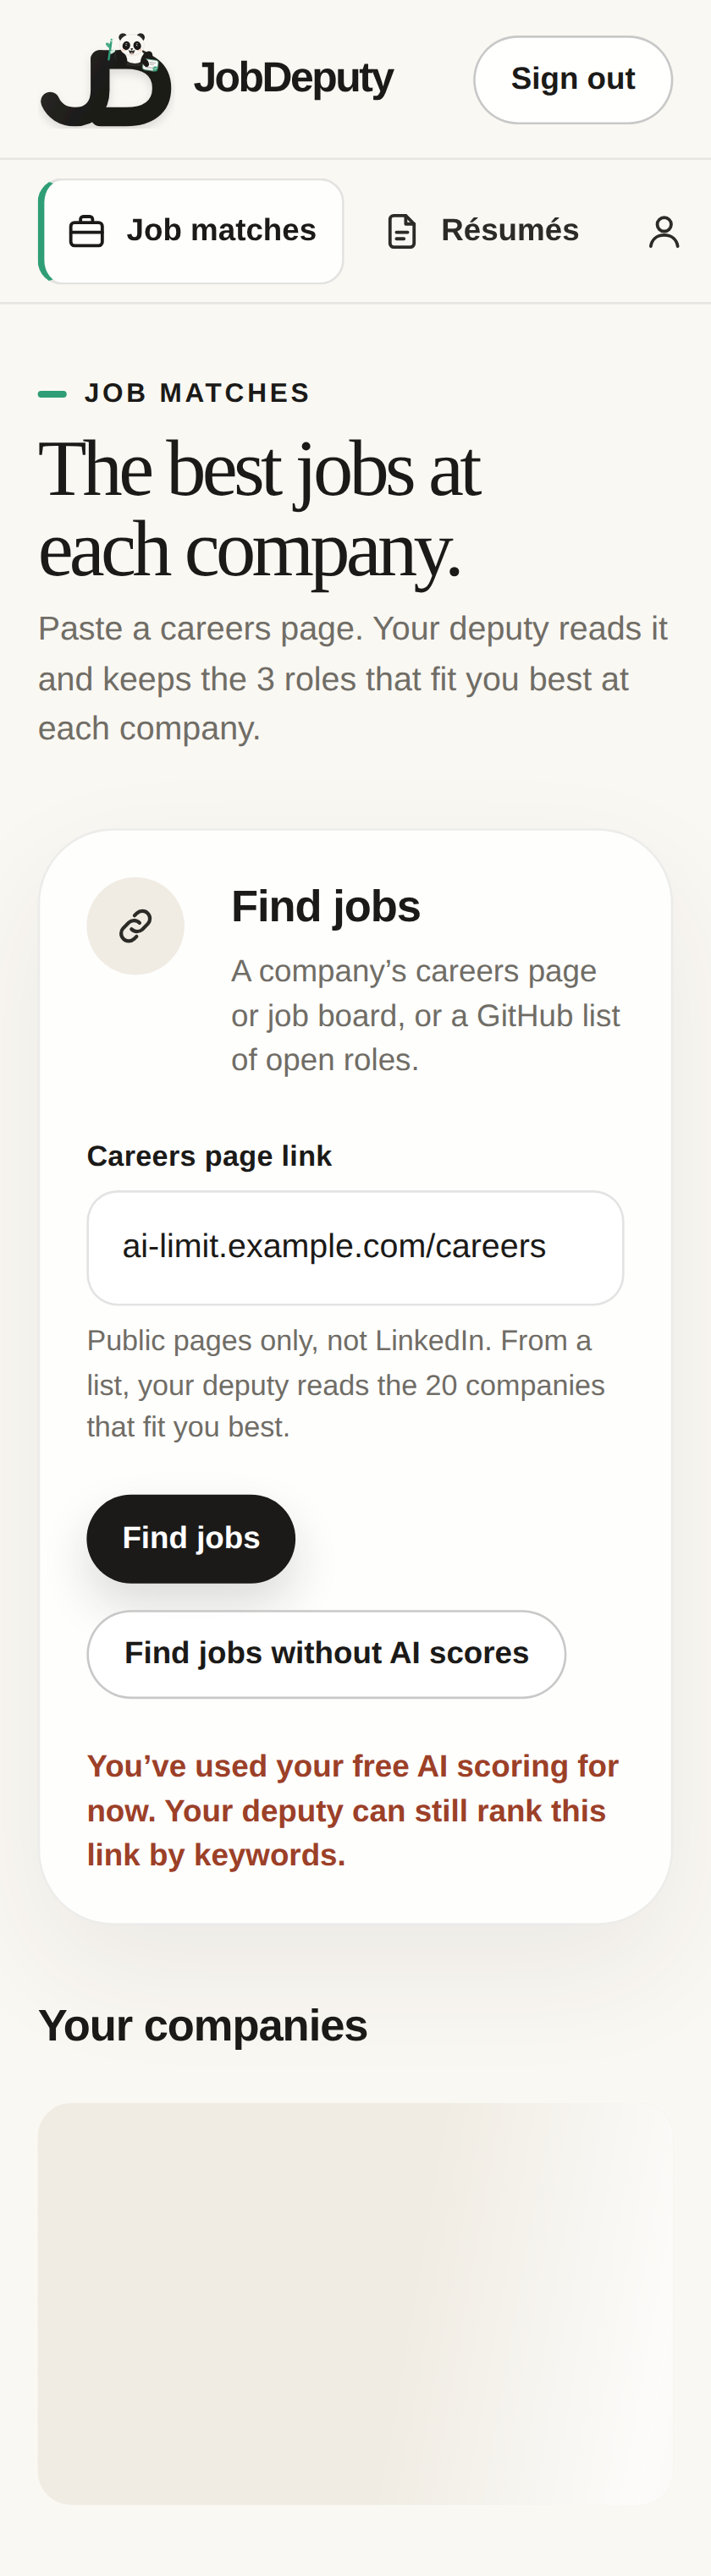 JobDeputy
Sign out
Job matches
Résumés
JOB MATCHES
The best jobs at
each company.
Paste a careers page. Your deputy reads it
and keeps the 3 roles that fit you best at
each company.
Find jobs
A company’s careers page
or job board, or a GitHub list
of open roles.
Careers page link
ai-limit.example.com/careers
Public pages only, not LinkedIn. From a
list, your deputy reads the 20 companies
that fit you best.
Find jobs
Find jobs without AI scores
You’ve used your free AI scoring for
now. Your deputy can still rank this
link by keywords.
Your companies